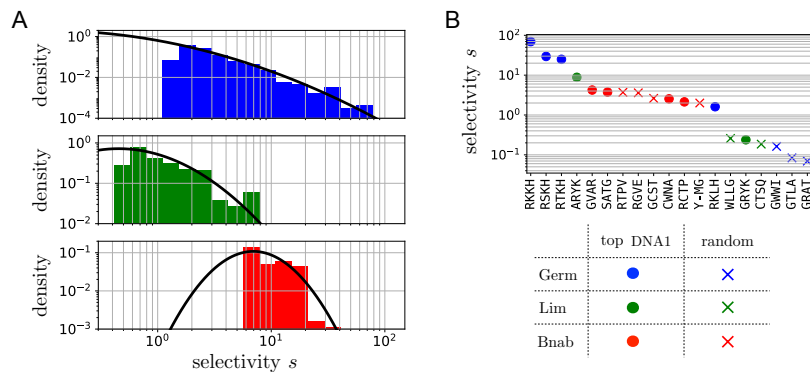 A
density
10^0
10^-2
10^-4
density
10^0
10^-1
10^-2
density
10^-1
10^-3
10^0
10^1
10^2
selectivity s
B
selectivity s
10^2
10^1
10^0
10^-1
RKKH
RSKH
RTKH
ARYK
GVAR
SATG
RTPV
RGVE
GCST
CWNA
RCTP
Y-MG
RKLH
WLLG
GRYK
CTSQ
GWWI
GTLA
GRAT
top DNA1 random
Germ
Lim
Bnab